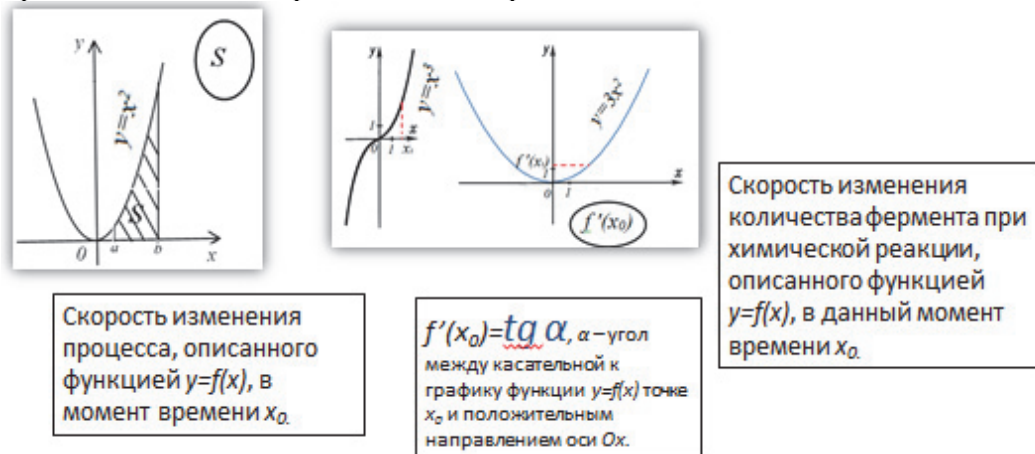 y
S
y=x²
S
0
a
b
x
y
y=x³
1
0
1
x₀
x
y
y=3x²
f'(x₀)
1
0
1
x
f'(x₀)
Скорость изменения
процесса, описанного
функцией y=f(x), в
момент времени x₀.
f'(x₀)=tg α, α – угол
между касательной к
графику функции y=f(x) точке
x₀ и положительным
направлением оси Ox.
Скорость изменения
количества фермента при
химической реакции,
описанного функцией
y=f(x), в данный момент
времени x₀.